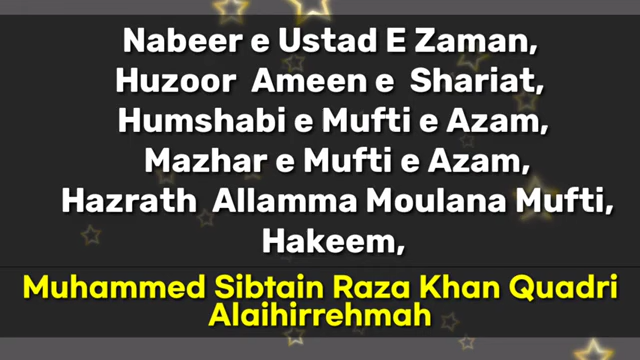 Nabeer e Ustad E Zaman,
Huzoor Ameen e Shariat,
Humshabi e Mufti e Azam,
Mazhar e Mufti e Azam,
Hazrath Allamma Moulana Mufti,
Hakeem,
Muhammed Sibtain Raza Khan Quadri
Alaihirrehmah